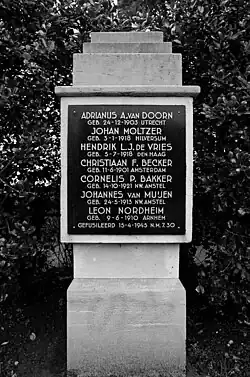 ADRIANUS A. VAN DOORN
GEB. 24-12-1903 UTRECHT
JOHAN MOLTZER
GEB. 3-1-1918 HILVERSUM
HENDRIK L.J. DE VRIES
GEB. 5-7-1918 DEN HAAG
CHRISTIAAN F. BECKER
GEB. 11-6-1901 AMSTERDAM
CORNELIS P. BAKKER
GEB. 14-10-1921 NW. AMSTEL
JOHANNES VAN MUIJEN
GEB. 24-5-1913 NW. AMSTEL
LEON NORDHEIM
GEB. 9-6-1910 ARNHEM
GEFUSILEERD 15-4-1945 N.M. 7.30